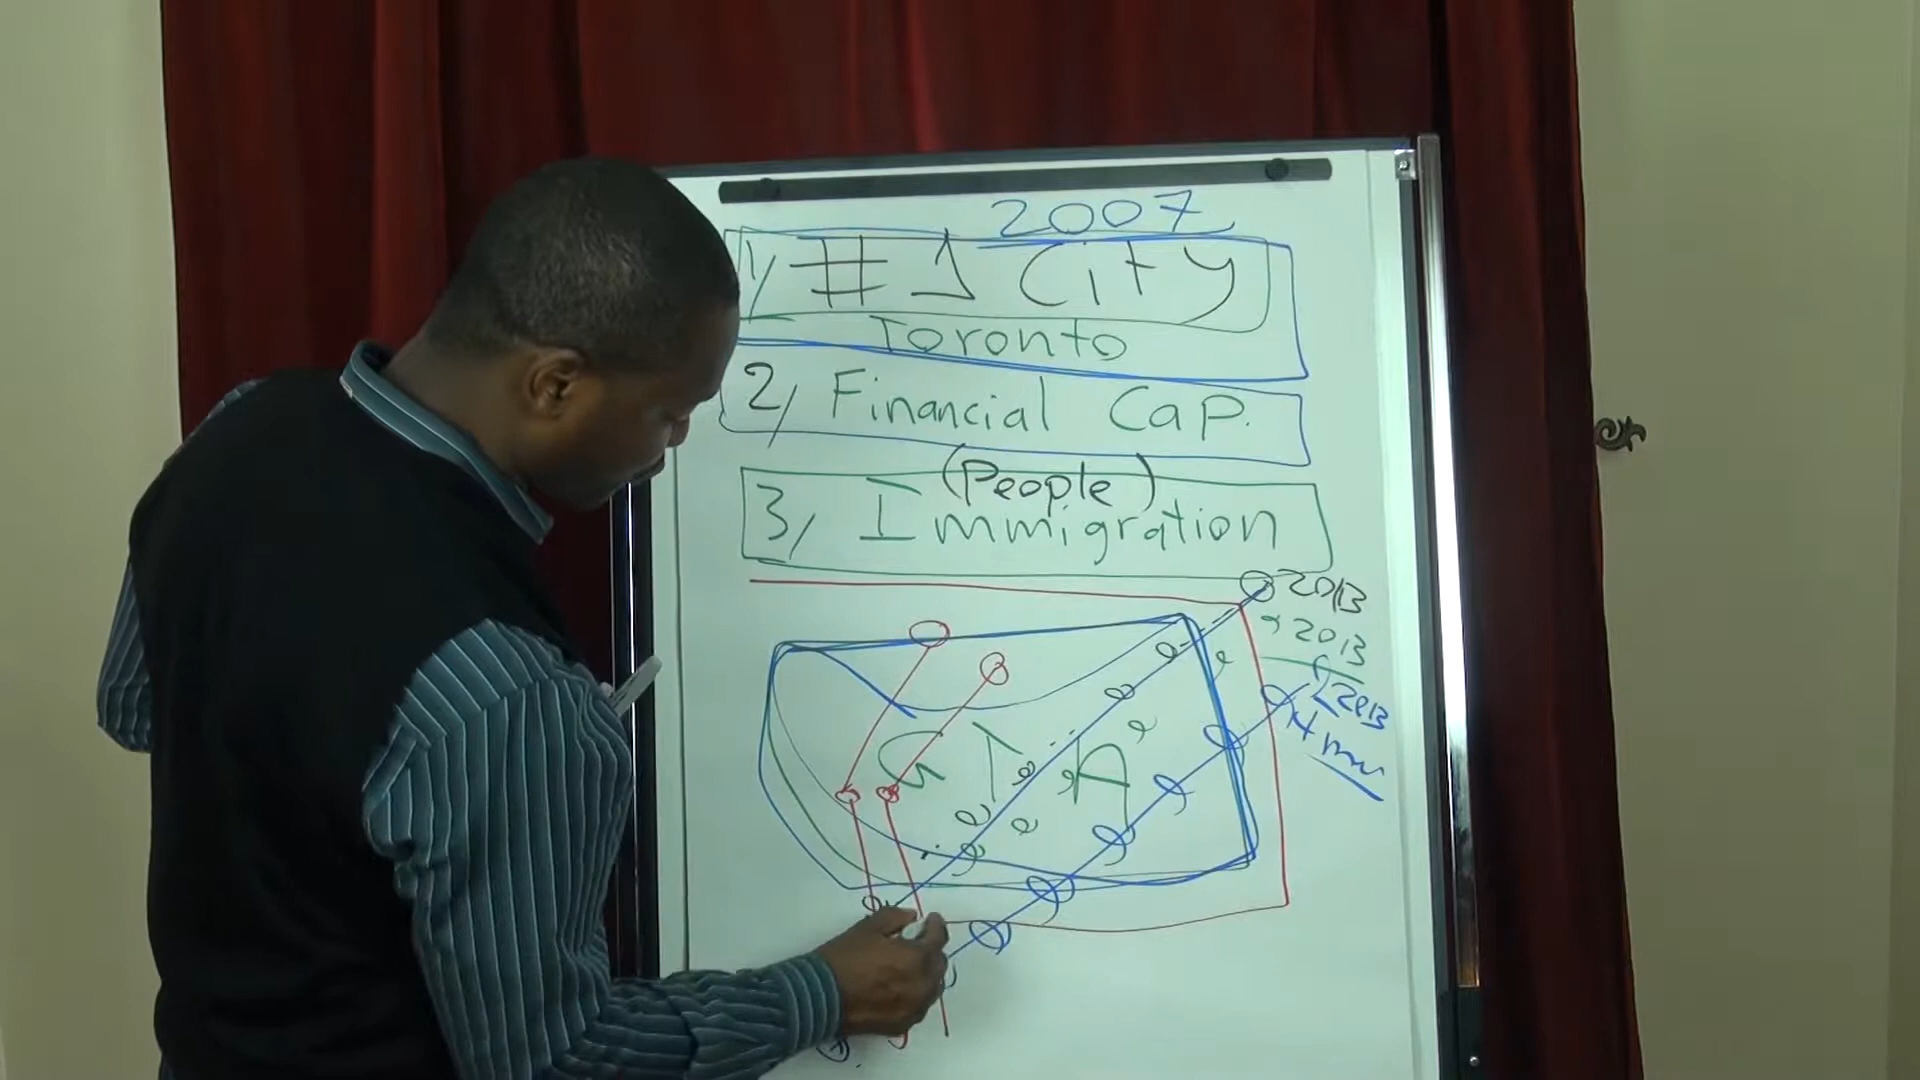 2007
1/ #1 City
Toronto
2/ Financial Cap.
(People)
3/ Immigration
2013
2013
2013
GTA